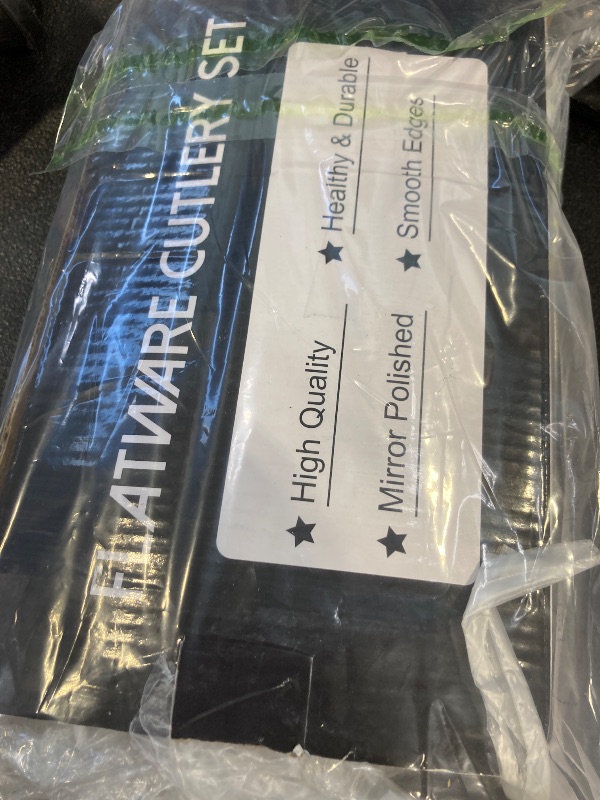 FLATWARE CUTLERY SET
★ High Quality
★ Healthy & Durable
★ Mirror Polished
★ Smooth Edges